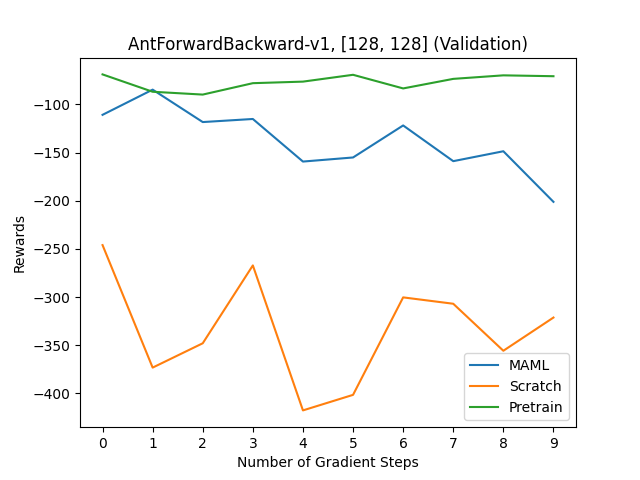 AntForwardBackward-v1, [128, 128] (Validation)
Rewards
−100
−150
−200
−250
−300
−350
−400
MAML
Scratch
Pretrain
0 1 2 3 4 5 6 7 8 9
Number of Gradient Steps